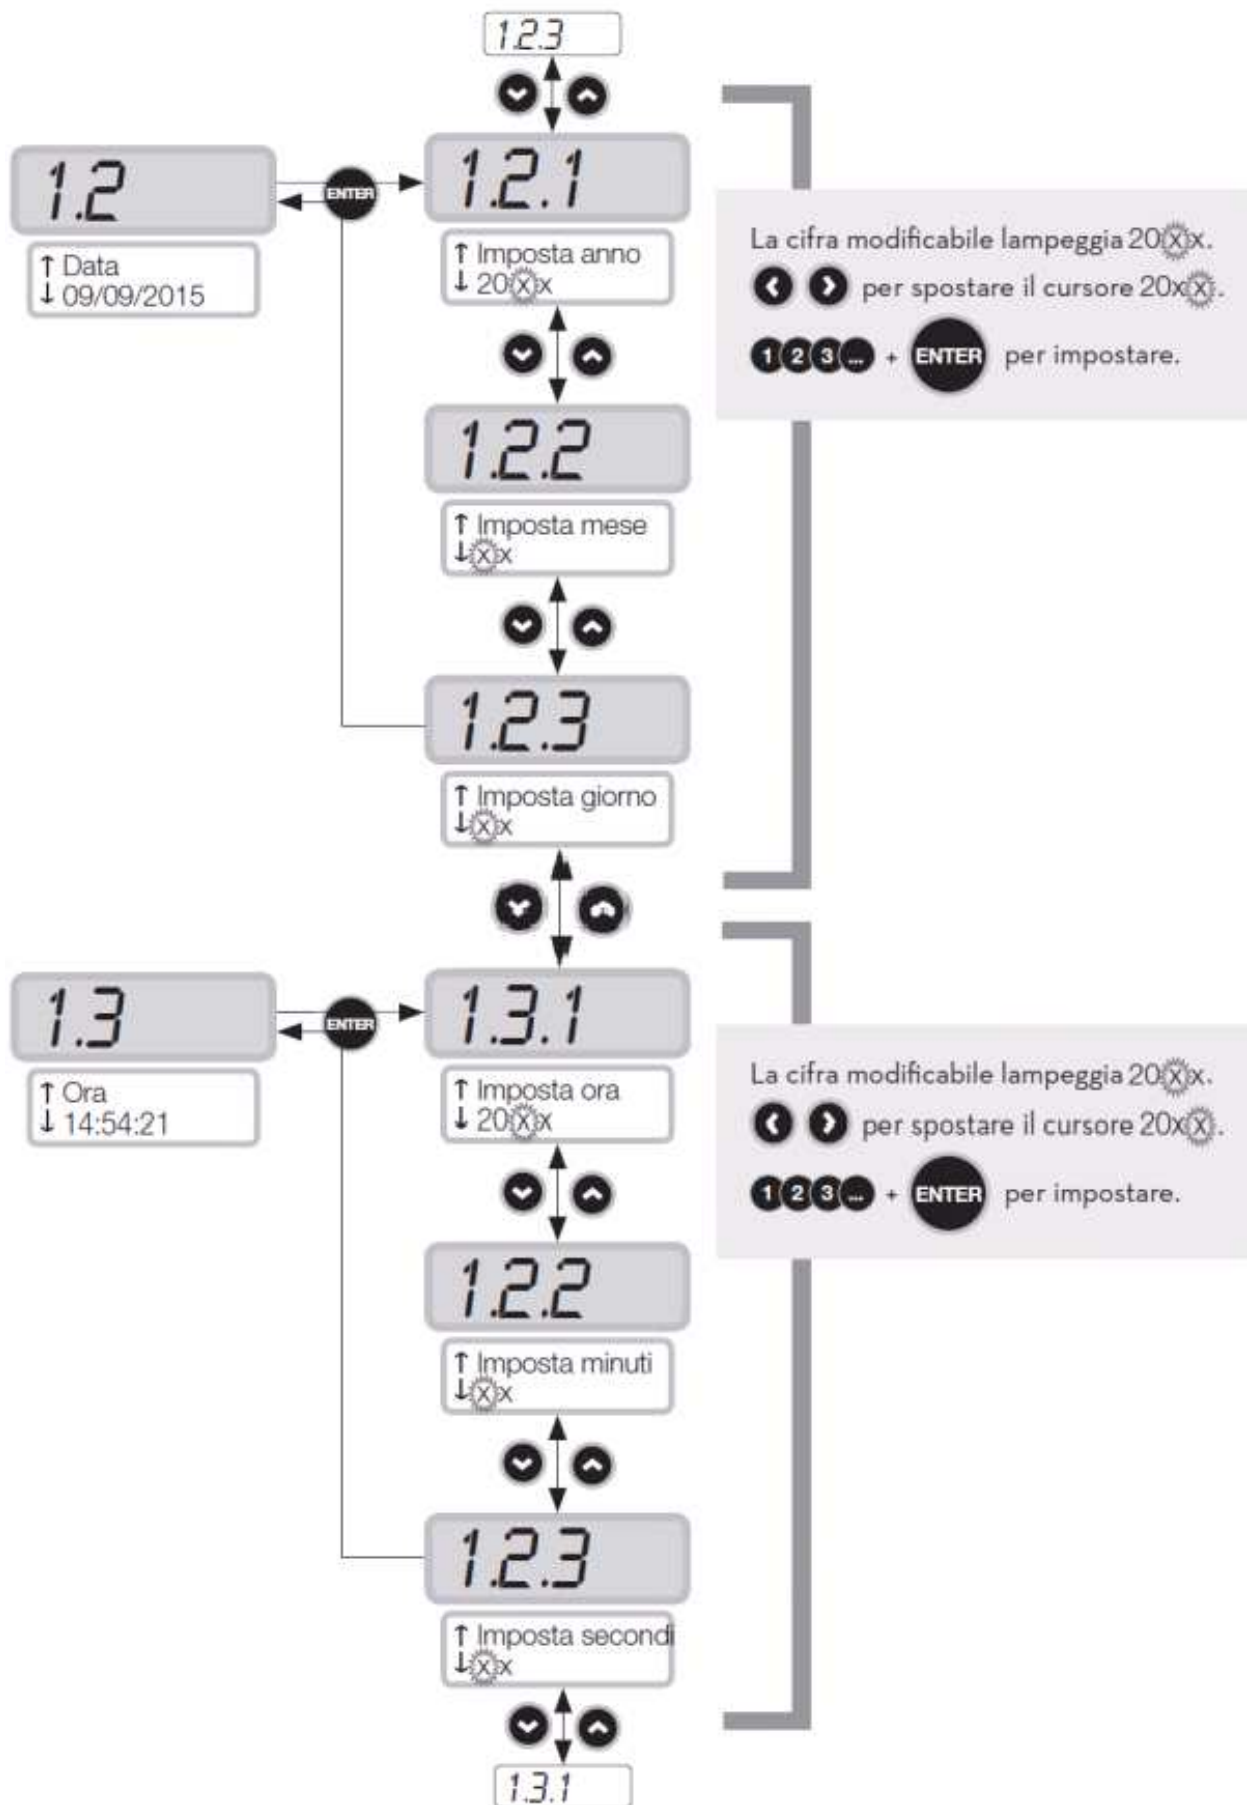 1.2.3
1.2
ENTER
1.2.1
↑ Data
↓ 09/09/2015
↑ Imposta anno
↓ 20xx
La cifra modificabile lampeggia 20xx.
per spostare il cursore 20xx.
1 2 3 ... + ENTER per impostare.
1.2.2
↑ Imposta mese
↓ xx
1.2.3
↑ Imposta giorno
↓ xx
1.3
ENTER
1.3.1
↑ Ora
↓ 14:54:21
↑ Imposta ora
↓ 20xx
La cifra modificabile lampeggia 20xx.
per spostare il cursore 20xx.
1 2 3 ... + ENTER per impostare.
1.2.2
↑ Imposta minuti
↓ xx
1.2.3
↑ Imposta secondi
↓ xx
1.3.1